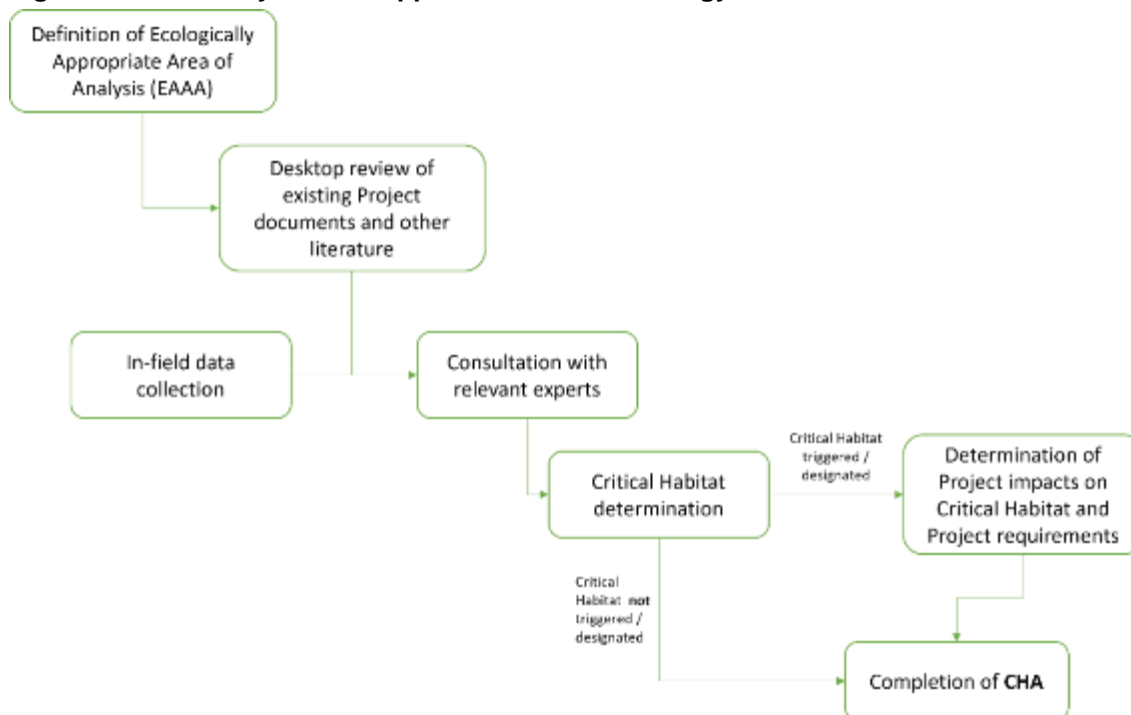 Definition of Ecologically
Appropriate Area of
Analysis (EAAA)
Desktop review of
existing Project
documents and other
literature
In-field data
collection
Consultation with
relevant experts
Critical Habitat
determination
Critical Habitat
triggered /
designated
Determination of
Project impacts on
Critical Habitat and
Project requirements
Critical
Habitat not
triggered /
designated
Completion of CHA